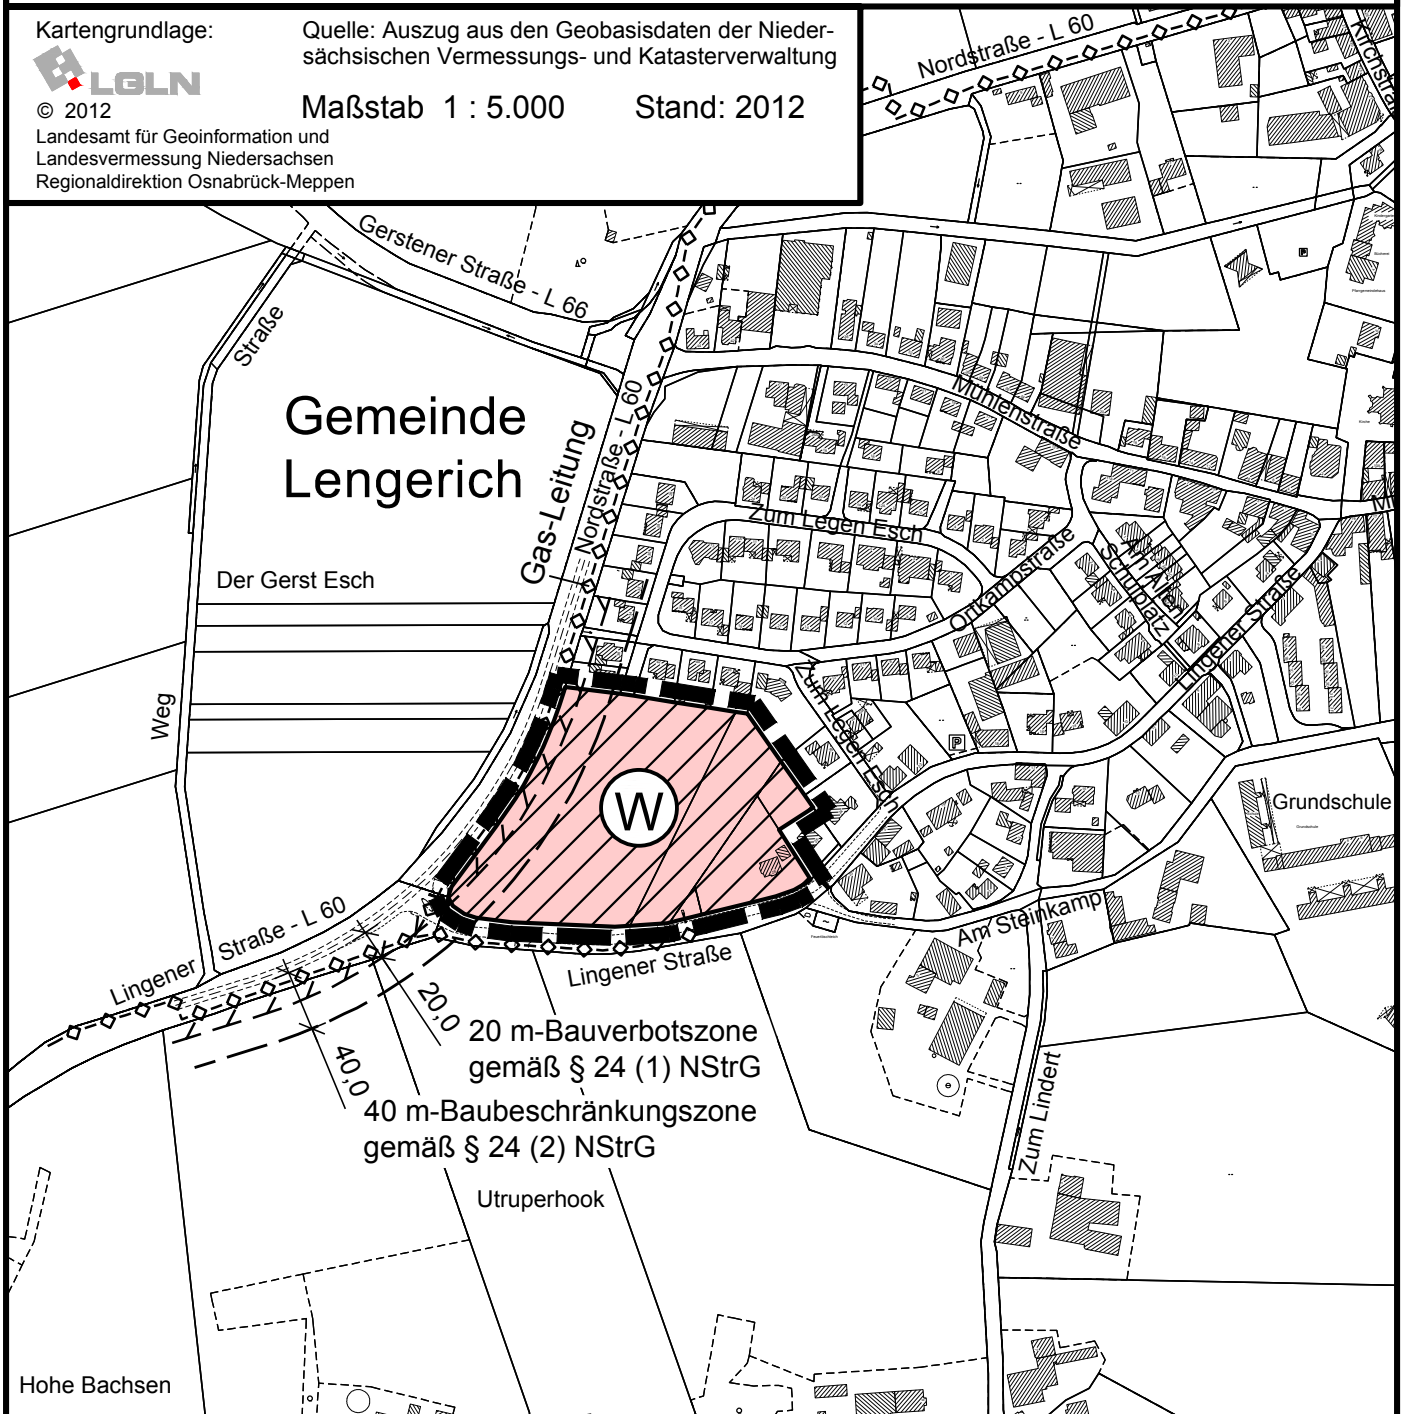 Kartengrundlage:
Quelle: Auszug aus den Geobasisdaten der Nieder-
sächsischen Vermessungs- und Katasterverwaltung
LGLN
© 2012
Maßstab 1 : 5.000
Stand: 2012
Landesamt für Geoinformation und
Landesvermessung Niedersachsen
Regionaldirektion Osnabrück-Meppen
Nordstraße - L 60
Kirchstra
Gerstener Straße - L 66
Straße
Gemeinde
Lengerich
Gas-Leitung
Nordstraße - L 60
Mühlenstraße
Zum Legen Esch
Ortkampstraße
Am Alten
Schulplatz
Lingener Straße
Der Gerst Esch
Weg
Zum Legen Esch
P
P
W
Grundschule
Grundschule
Lingener
Straße - L 60
Lingener Straße
Am Steinkamp
20,0
20 m-Bauverbotszone
gemäß § 24 (1) NStrG
40,0
40 m-Baubeschränkungszone
gemäß § 24 (2) NStrG
Zum Lindert
Utruperhook
Hohe Bachsen